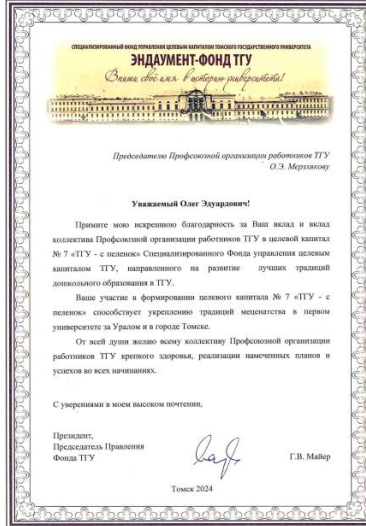 СПЕЦИАЛИЗИРОВАННЫЙ ФОНД УПРАВЛЕНИЯ ЦЕЛЕВЫМ КАПИТАЛОМ ТОМСКОГО ГОСУДАРСТВЕННОГО УНИВЕРСИТЕТА
ЭНДАУМЕНТ-ФОНД ТГУ
Впиши своё имя в историю университета!
Председателю Профсоюзной организации работников ТГУ
О.Э. Мерзлякову
Уважаемый Олег Эдуардович!
Примите мою искреннюю благодарность за Ваш вклад и вклад
коллектива Профсоюзной организации работников ТГУ в целевой капитал
№ 7 «ТГУ - с пеленок» Специализированного Фонда управления целевым
капиталом ТГУ, направленного на развитие лучших традиций
дошкольного образования в ТГУ.
Ваше участие в формировании целевого капитала № 7 «ТГУ - с
пеленок» способствует укреплению традиций меценатства в первом
университете за Уралом и в городе Томске.
От всей души желаю всему коллективу Профсоюзной организации
работников ТГУ крепкого здоровья, реализации намеченных планов и
успехов во всех начинаниях.
С уверениями в моем высоком почтении,
Президент,
Председатель Правления
Фонда ТГУ
Г.В. Майер
Томск 2024